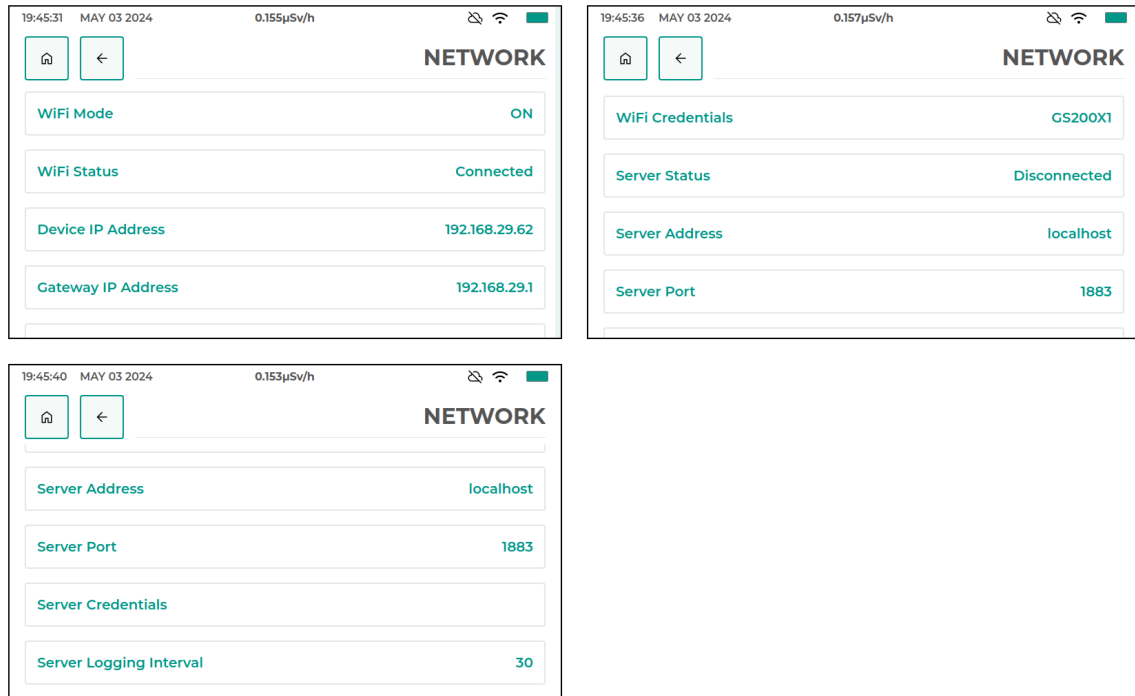 19:45:31 MAY 03 2024 0.155µSv/h
NETWORK
WiFi Mode ON
WiFi Status Connected
Device IP Address 192.168.29.62
Gateway IP Address 192.168.29.1
19:45:36 MAY 03 2024 0.157µSv/h
NETWORK
WiFi Credentials GS200X1
Server Status Disconnected
Server Address localhost
Server Port 1883
19:45:40 MAY 03 2024 0.153µSv/h
NETWORK
Server Address localhost
Server Port 1883
Server Credentials
Server Logging Interval 30